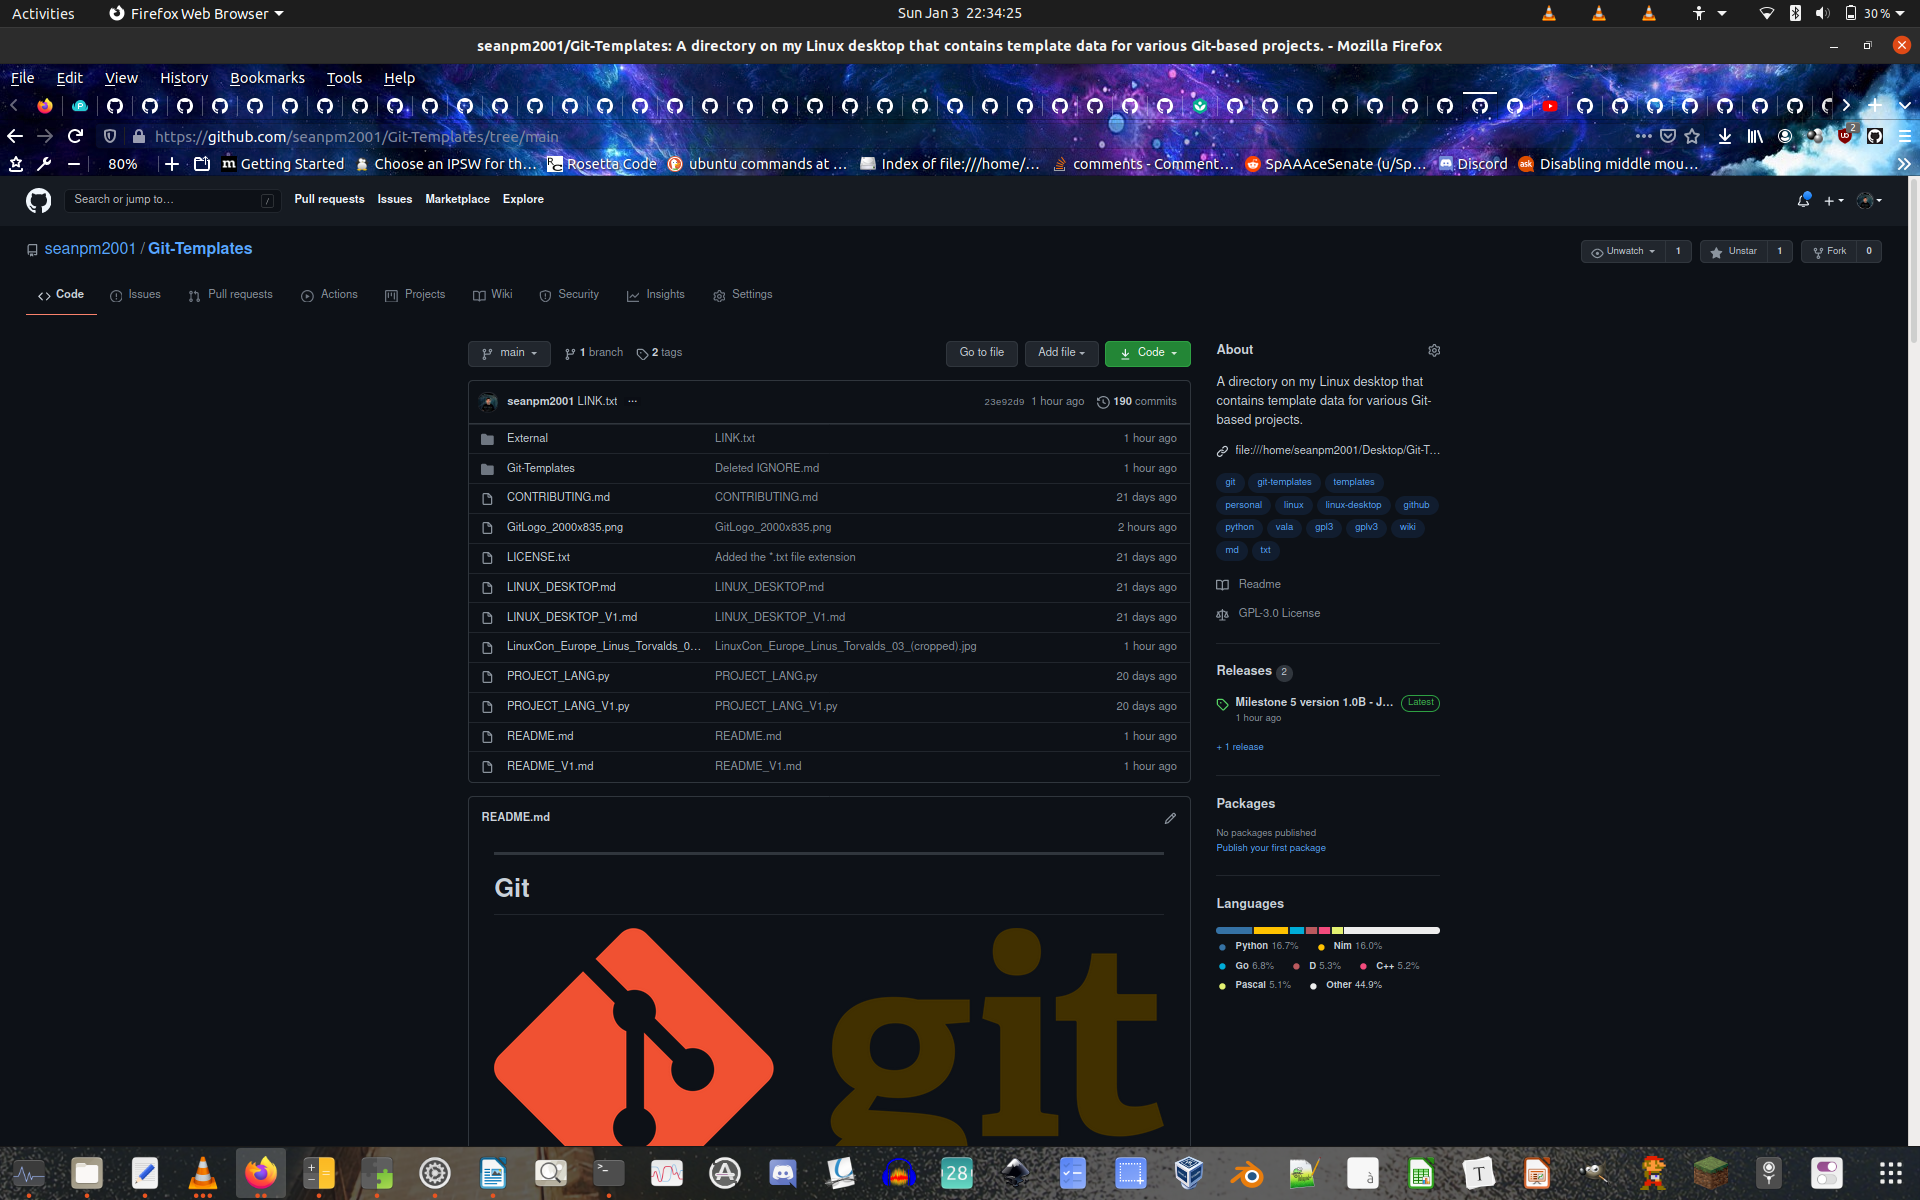 Activities
Firefox Web Browser
Sun Jan 3 22:34:25
30 %
seanpm2001/Git-Templates: A directory on my Linux desktop that contains template data for various Git-based projects. - Mozilla Firefox
File Edit View History Bookmarks Tools Help
https://github.com/seanpm2001/Git-Templates/tree/main
2
80%
m Getting Started
Choose an IPSW for th…
Rosetta Code
ubuntu commands at …
Index of file:///home/…
comments - Comment…
SpAAAceSenate (u/Sp…
Discord
ask Disabling middle mou…
Search or jump to… /
Pull requests Issues Marketplace Explore
seanpm2001 / Git-Templates
Unwatch 1 Unstar 1 Fork 0
Code Issues Pull requests Actions Projects Wiki Security Insights Settings
main 1 branch 2 tags
Go to file Add file Code
seanpm2001 LINK.txt ...
23e92d9 1 hour ago 190 commits
External LINK.txt 1 hour ago
Git-Templates Deleted IGNORE.md 1 hour ago
CONTRIBUTING.md CONTRIBUTING.md 21 days ago
GitLogo_2000x835.png GitLogo_2000x835.png 2 hours ago
LICENSE.txt Added the *.txt file extension 21 days ago
LINUX_DESKTOP.md LINUX_DESKTOP.md 21 days ago
LINUX_DESKTOP_V1.md LINUX_DESKTOP_V1.md 21 days ago
LinuxCon_Europe_Linus_Torvalds_0… LinuxCon_Europe_Linus_Torvalds_03_(cropped).jpg 1 hour ago
PROJECT_LANG.py PROJECT_LANG.py 20 days ago
PROJECT_LANG_V1.py PROJECT_LANG_V1.py 20 days ago
README.md README.md 1 hour ago
README_V1.md README_V1.md 1 hour ago
README.md
Git
git
About
A directory on my Linux desktop that
contains template data for various Git-
based projects.
file:///home/seanpm2001/Desktop/Git-T…
git git-templates templates
personal linux linux-desktop github
python vala gpl3 gplv3 wiki
md txt
Readme
GPL-3.0 License
Releases 2
Milestone 5 version 1.0B - J… Latest
1 hour ago
+ 1 release
Packages
No packages published
Publish your first package
Languages
Python 16.7% Nim 16.0%
Go 6.8% D 5.3% C++ 5.2%
Pascal 5.1% Other 44.9%
28
à
T